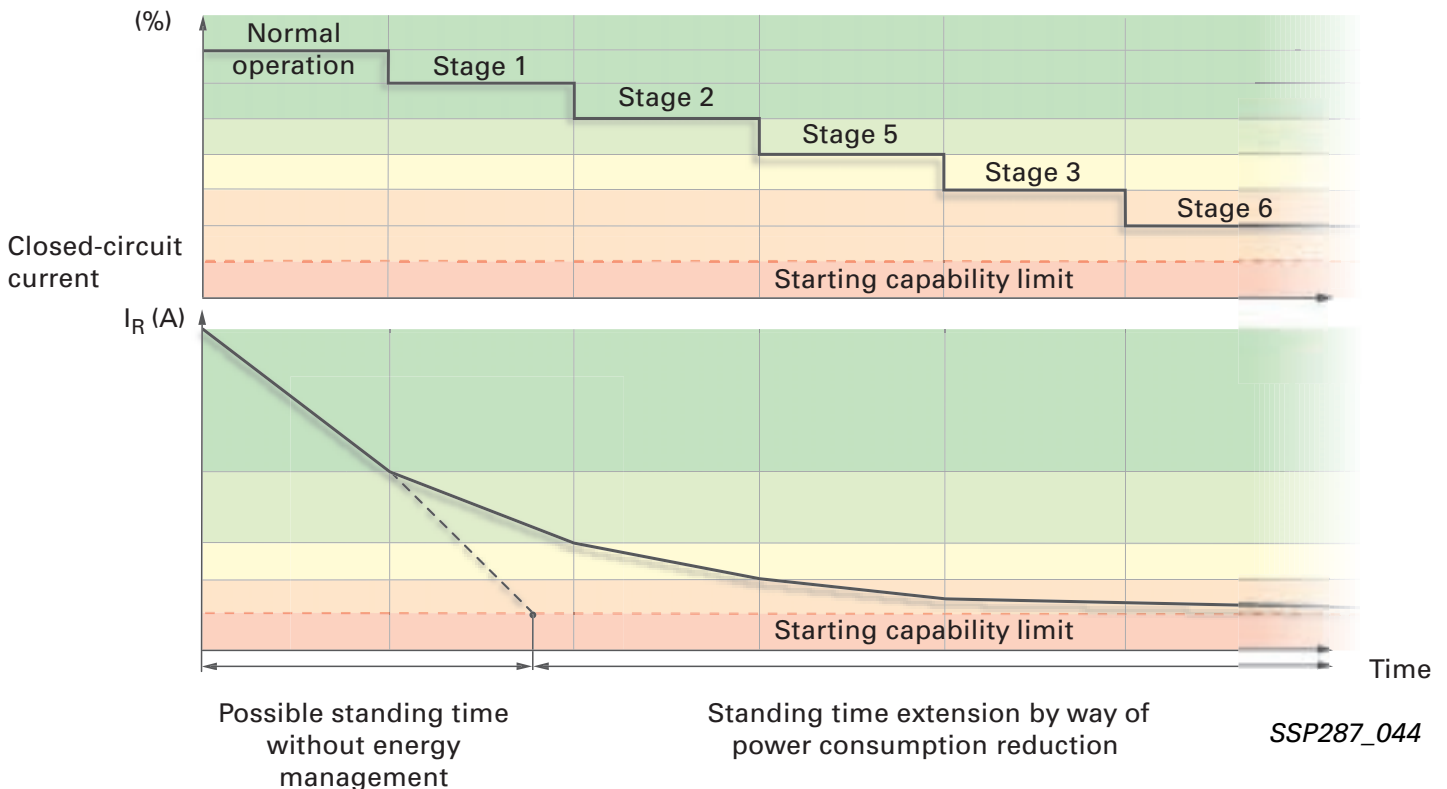 (%)
Normal
operation
Stage 1
Stage 2
Stage 5
Stage 3
Stage 6
Closed-circuit
current
Starting capability limit
I_R (A)
Starting capability limit
Time
Possible standing time
without energy
management
Standing time extension by way of
power consumption reduction
SSP287_044